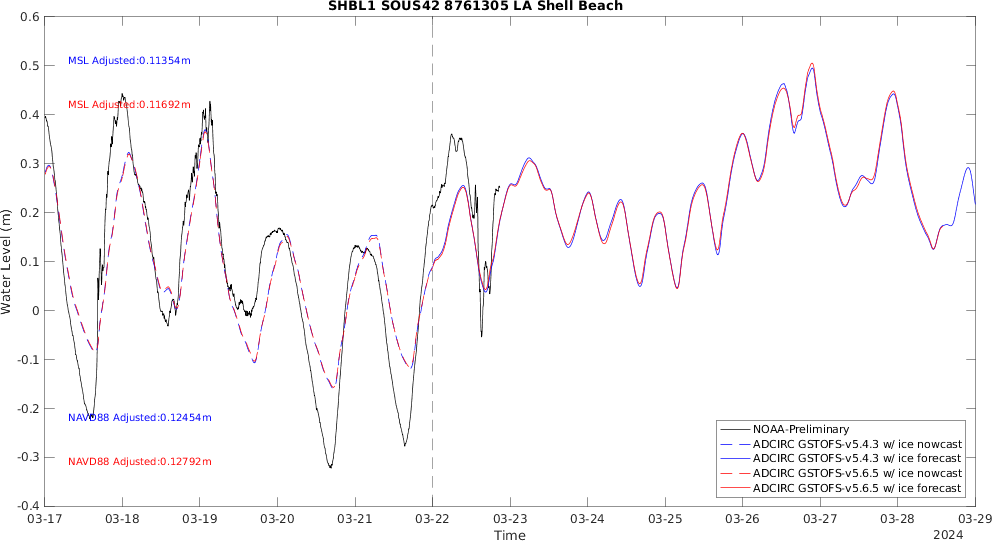 SHBL1 SOUS42 8761305 LA Shell Beach
0.6
0.5
0.4
0.3
0.2
0.1
0
-0.1
-0.2
-0.3
-0.4
Water Level (m)
MSL Adjusted:0.11354m
MSL Adjusted:0.11692m
NAVD88 Adjusted:0.12454m
NAVD88 Adjusted:0.12792m
NOAA-Preliminary
ADCIRC GSTOFS-v5.4.3 w/ ice nowcast
ADCIRC GSTOFS-v5.4.3 w/ ice forecast
ADCIRC GSTOFS-v5.6.5 w/ ice nowcast
ADCIRC GSTOFS-v5.6.5 w/ ice forecast
03-17 03-18 03-19 03-20 03-21 03-22 03-23 03-24 03-25 03-26 03-27 03-28 03-29
Time
2024